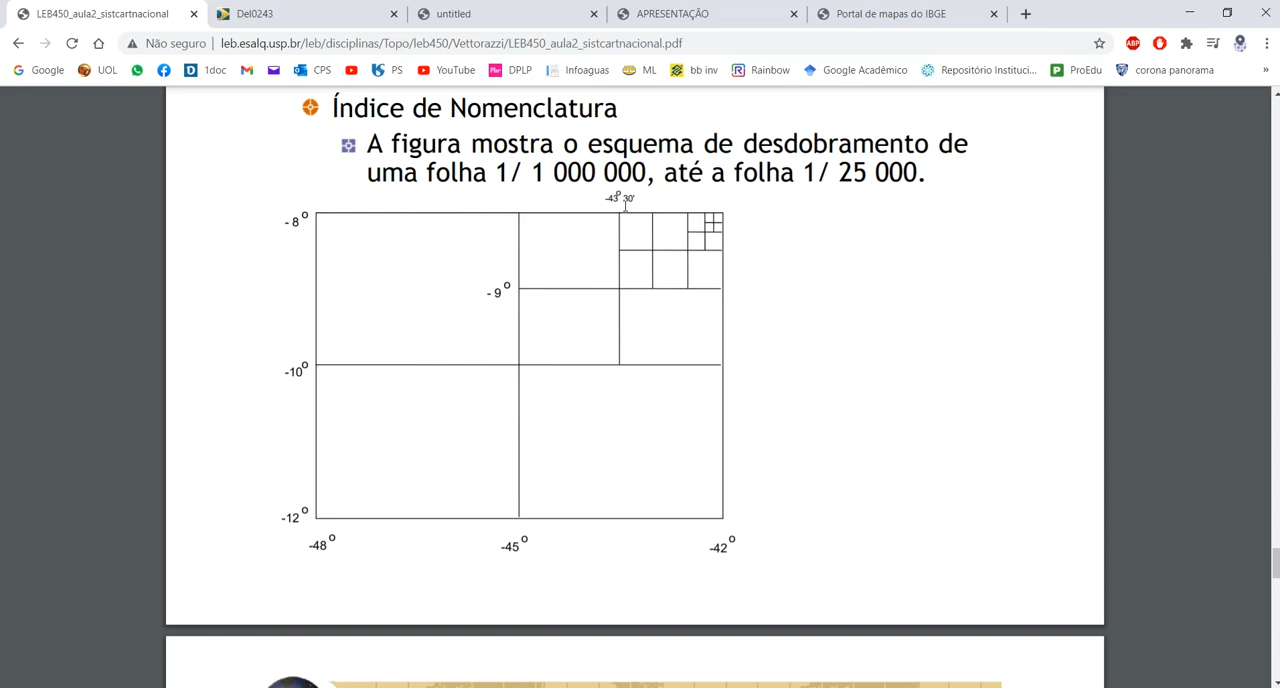 LEB450_aula2_sistcartnacional
Del0243
untitled
APRESENTAÇÃO
Portal de mapas do IBGE
Não seguro | leb.esalq.usp.br/leb/disciplinas/Topo/leb450/Vettorazzi/LEB450_aula2_sistcartnacional.pdf
ABP
Google UOL 1doc CPS PS YouTube DPLP Infoaguas ML bb inv Rainbow Google Acadêmico Repositório Instituci... ProEdu corona panorama »
Índice de Nomenclatura
A figura mostra o esquema de desdobramento de
uma folha 1/ 1 000 000, até a folha 1/ 25 000.
-43° 30'
-8°
-9°
-10°
-12°
-48° -45° -42°